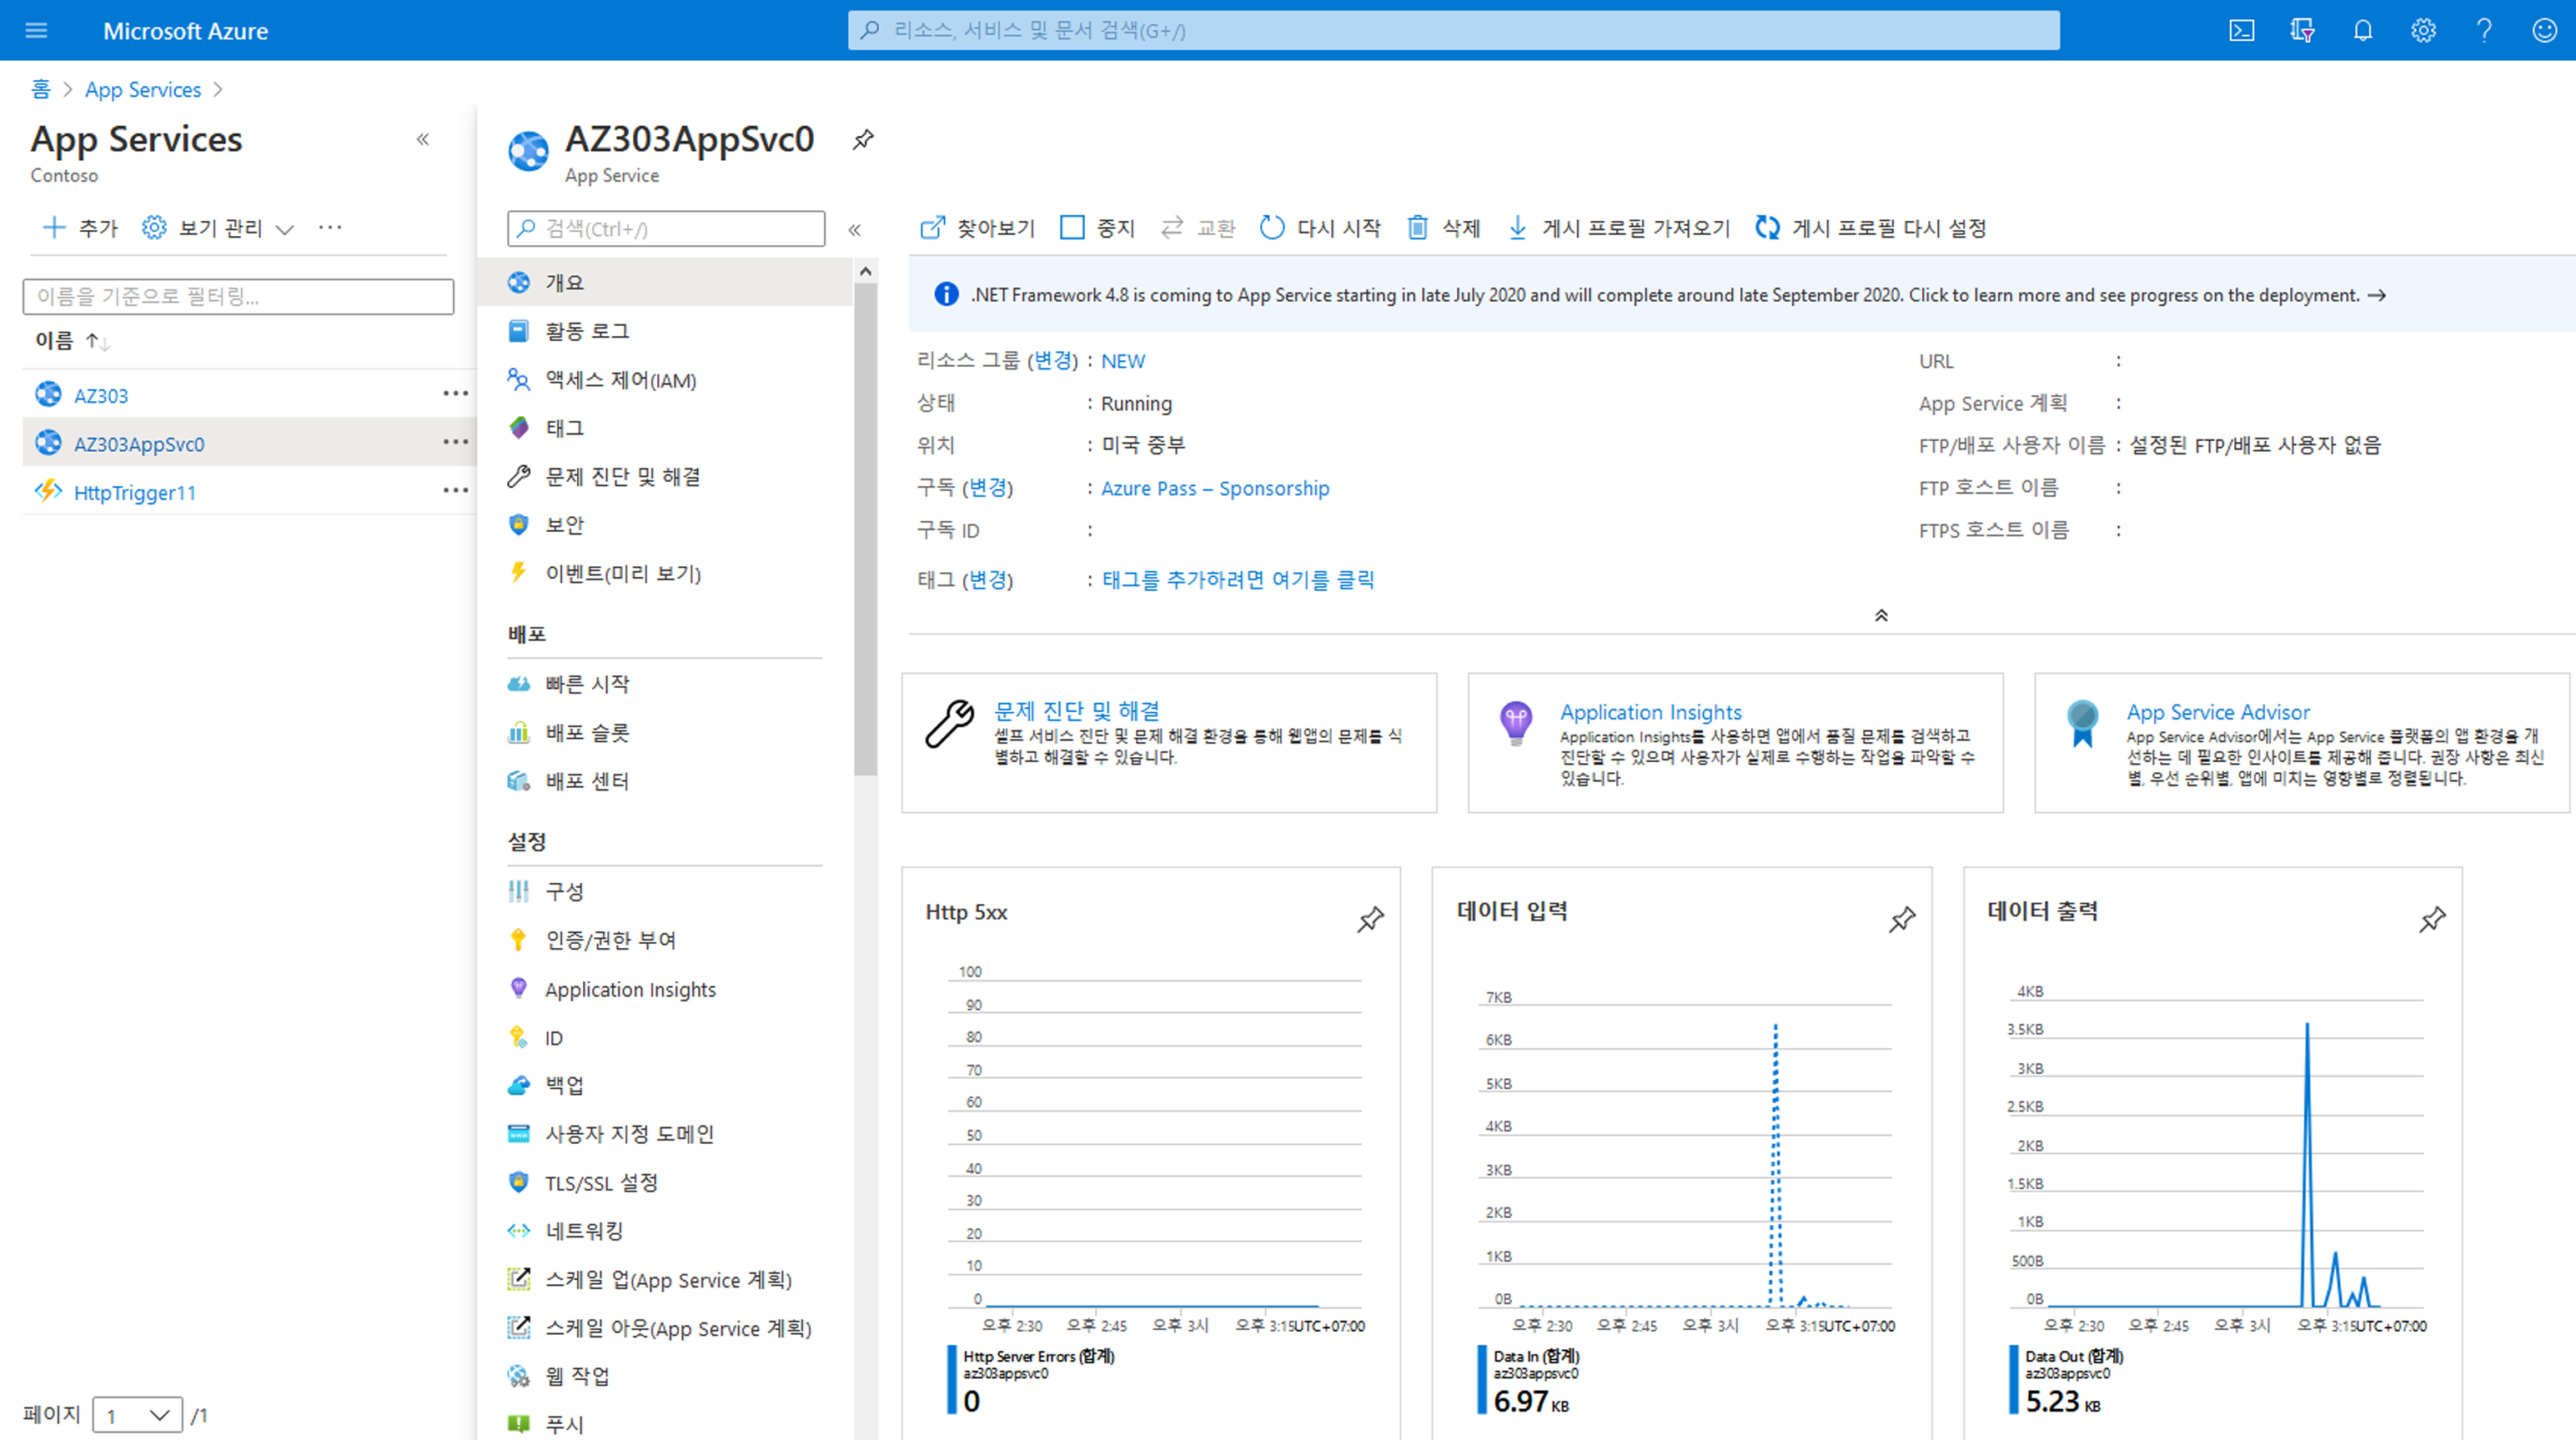 Microsoft Azure
리소스, 서비스 및 문서 검색(G+/)
홈 > App Services >
App Services
Contoso
추가 보기 관리 ···
이름을 기준으로 필터링...
이름
AZ303
AZ303AppSvc0
HttpTrigger11
페이지 1 /1
AZ303AppSvc0
App Service
검색(Ctrl+/)
개요
활동 로그
액세스 제어(IAM)
태그
문제 진단 및 해결
보안
이벤트(미리 보기)
배포
빠른 시작
배포 슬롯
배포 센터
설정
구성
인증/권한 부여
Application Insights
ID
백업
사용자 지정 도메인
TLS/SSL 설정
네트워킹
스케일 업(App Service 계획)
스케일 아웃(App Service 계획)
웹 작업
푸시
찾아보기 중지 교환 다시 시작 삭제 게시 프로필 가져오기 게시 프로필 다시 설정
.NET Framework 4.8 is coming to App Service starting in late July 2020 and will complete around late September 2020. Click to learn more and see progress on the deployment. →
리소스 그룹 (변경) : NEW
상태 : Running
위치 : 미국 중부
구독 (변경) : Azure Pass – Sponsorship
구독 ID :
태그 (변경) : 태그를 추가하려면 여기를 클릭
URL :
App Service 계획 :
FTP/배포 사용자 이름 : 설정된 FTP/배포 사용자 없음
FTP 호스트 이름 :
FTPS 호스트 이름 :
문제 진단 및 해결
셀프 서비스 진단 및 문제 해결 환경을 통해 웹앱의 문제를 식
별하고 해결할 수 있습니다.
Application Insights
Application Insights를 사용하면 앱에서 품질 문제를 검색하고
진단할 수 있으며 사용자가 실제로 수행하는 작업을 파악할 수
있습니다.
App Service Advisor
App Service Advisor에서는 App Service 플랫폼의 앱 환경을 개
선하는 데 필요한 인사이트를 제공해 줍니다. 권장 사항은 최신
별, 우선 순위별, 앱에 미치는 영향별로 정렬됩니다.
Http 5xx
100
90
80
70
60
50
40
30
20
10
0
오후 2:30 오후 2:45 오후 3시 오후 3:15UTC+07:00
Http Server Errors (합계)
az303appsvc0
0
데이터 입력
7KB
6KB
5KB
4KB
3KB
2KB
1KB
0B
오후 2:30 오후 2:45 오후 3시 오후 3:15UTC+07:00
Data In (합계)
az303appsvc0
6.97 KB
데이터 출력
4KB
3.5KB
3KB
2.5KB
2KB
1.5KB
1KB
500B
0B
오후 2:30 오후 2:45 오후 3시 오후 3:15UTC+07:00
Data Out (합계)
az303appsvc0
5.23 KB